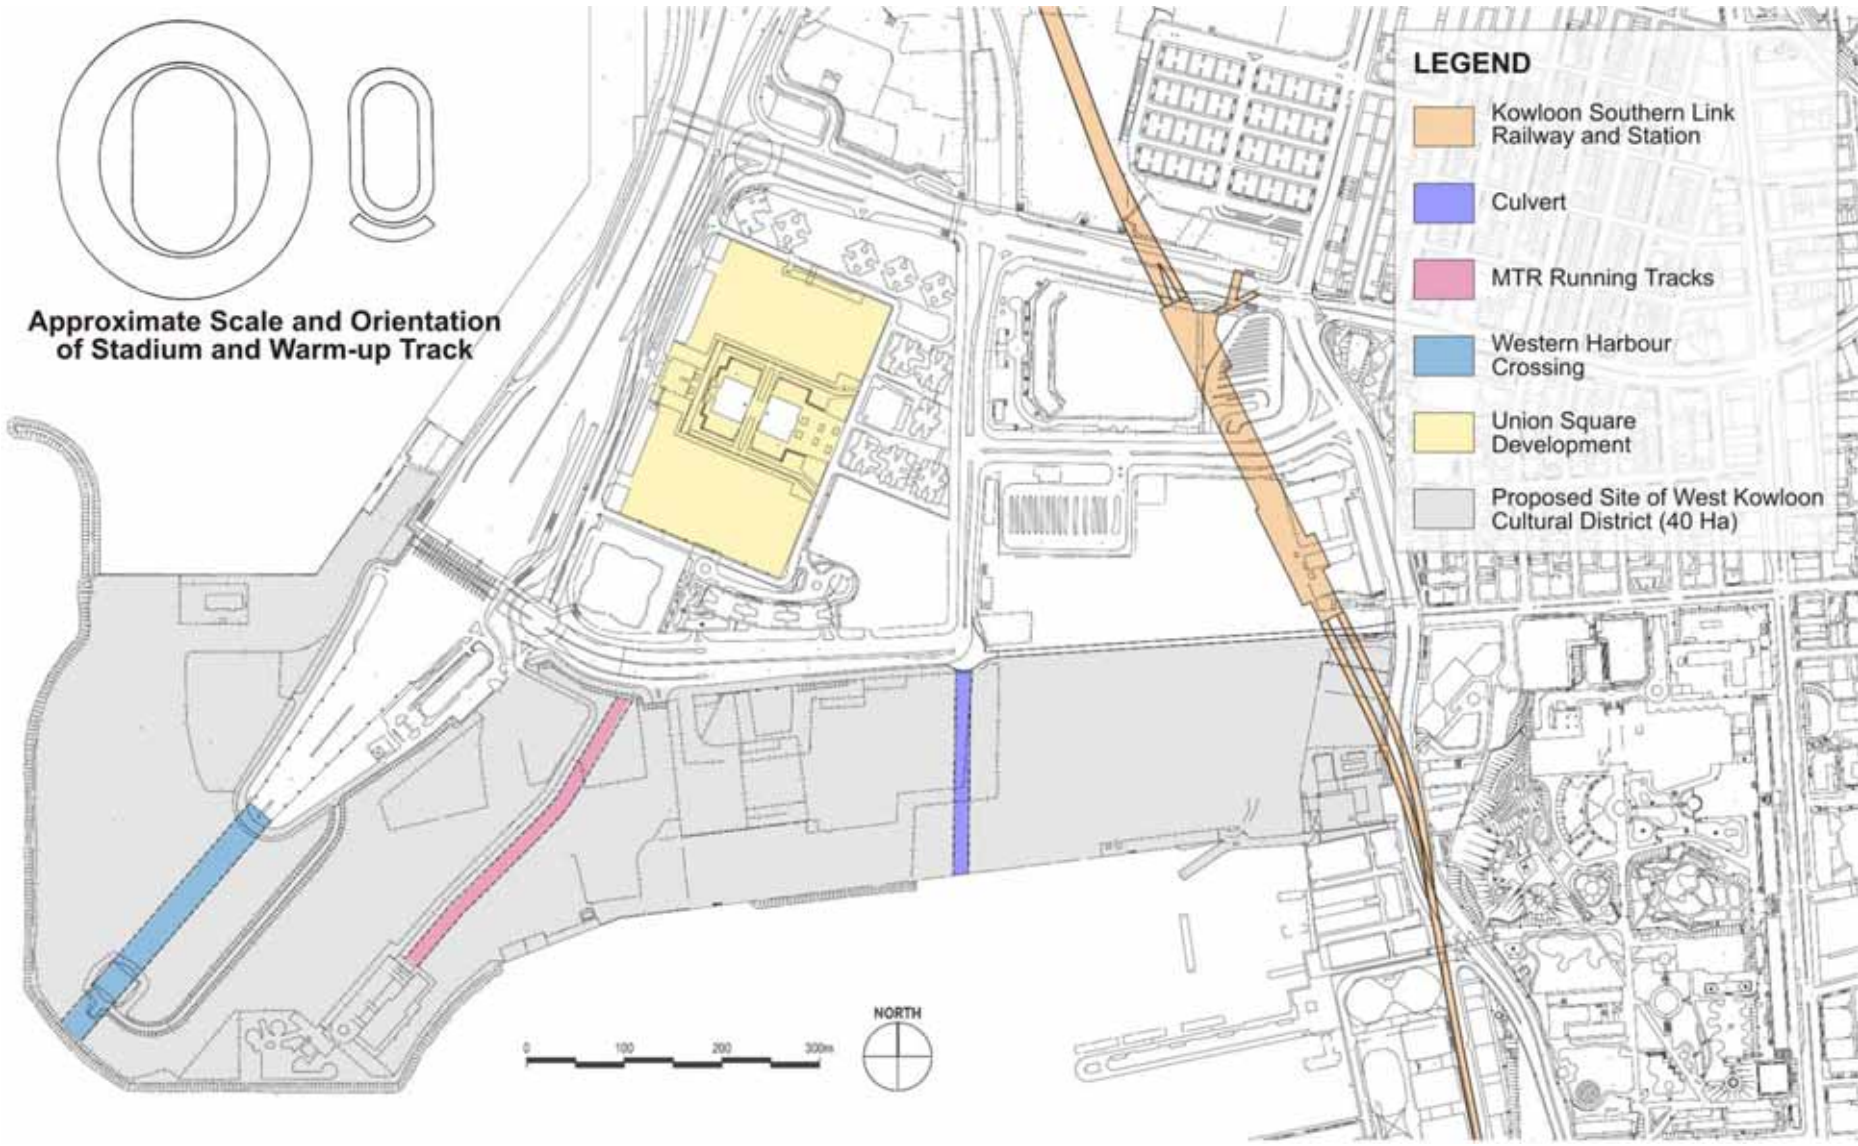 Approximate Scale and Orientation
of Stadium and Warm-up Track
LEGEND
Kowloon Southern Link
Railway and Station
Culvert
MTR Running Tracks
Western Harbour
Crossing
Union Square
Development
Proposed Site of West Kowloon
Cultural District (40 Ha)
0 100 200 300m
NORTH